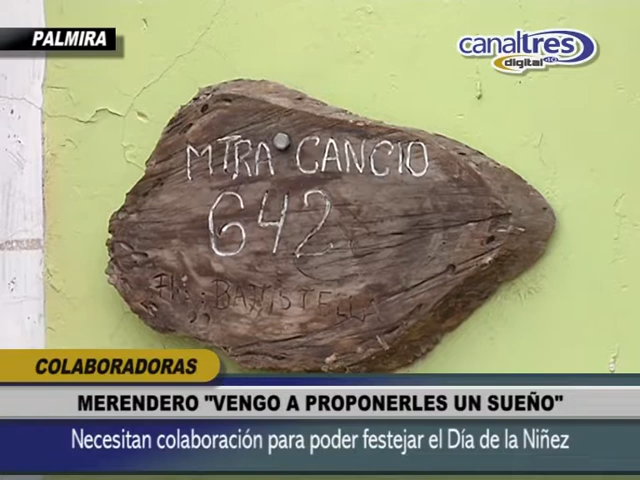 PALMIRA
canaltres
digital
MTRA CANCIO
642
BATTISTELLA
COLABORADORAS
MERENDERO "VENGO A PROPONERLES UN SUEÑO"
Necesitan colaboración para poder festejar el Día de la Niñez